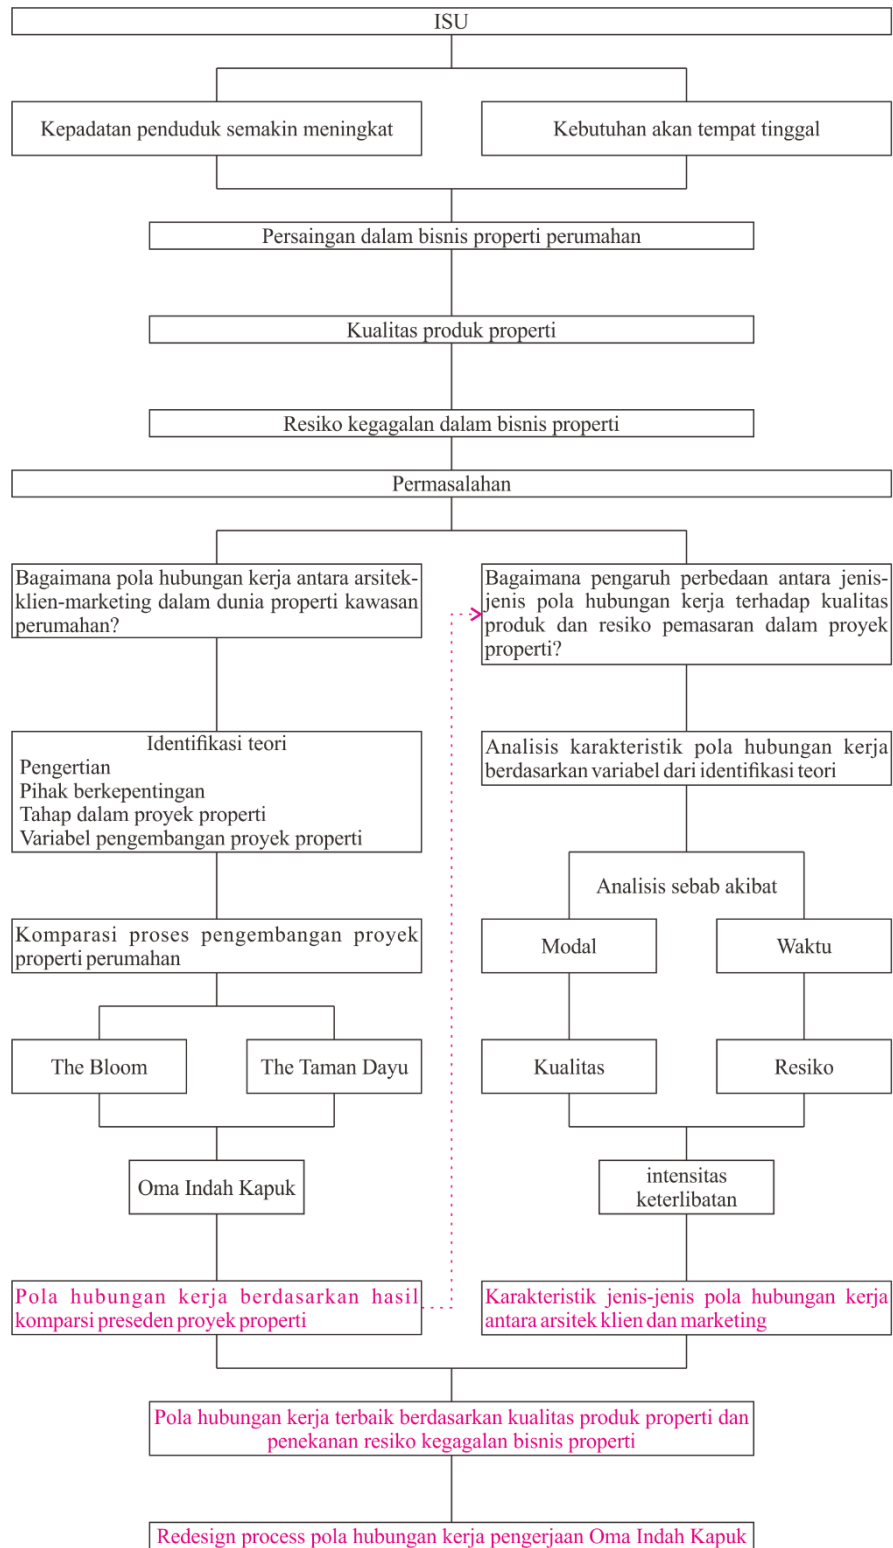 ISU
Kepadatan penduduk semakin meningkat
Kebutuhan akan tempat tinggal
Persaingan dalam bisnis properti perumahan
Kualitas produk properti
Resiko kegagalan dalam bisnis properti
Permasalahan
Bagaimana pola hubungan kerja antara arsitek-
klien-marketing dalam dunia properti kawasan
perumahan?
Identifikasi teori
Pengertian
Pihak berkepentingan
Tahap dalam proyek properti
Variabel pengembangan proyek properti
Komparasi proses pengembangan proyek
properti perumahan
The Bloom
The Taman Dayu
Oma Indah Kapuk
Pola hubungan kerja berdasarkan hasil
komparsi preseden proyek properti
Bagaimana pengaruh perbedaan antara jenis-
jenis pola hubungan kerja terhadap kualitas
produk dan resiko pemasaran dalam proyek
properti?
Analisis karakteristik pola hubungan kerja
berdasarkan variabel dari identifikasi teori
Analisis sebab akibat
Modal
Waktu
Kualitas
Resiko
intensitas
keterlibatan
Karakteristik jenis-jenis pola hubungan kerja
antara arsitek klien dan marketing
Pola hubungan kerja terbaik berdasarkan kualitas produk properti dan
penekanan resiko kegagalan bisnis properti
Redesign process pola hubungan kerja pengerjaan Oma Indah Kapuk